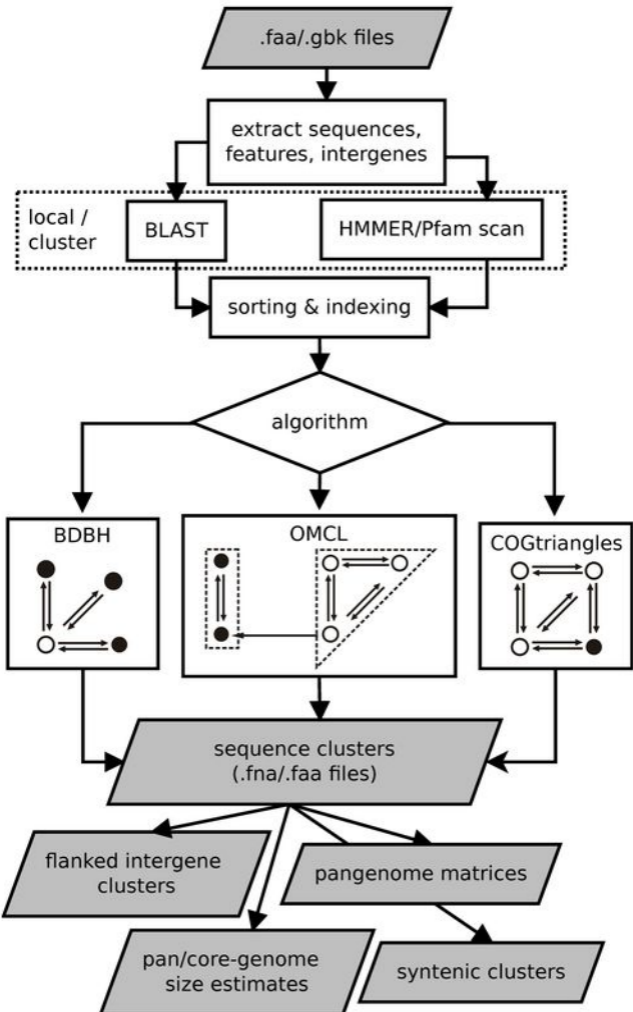 .faa/.gbk files
extract sequences,
features, intergenes
local /
cluster
BLAST
HMMER/Pfam scan
sorting & indexing
algorithm
BDBH
OMCL
COGtriangles
sequence clusters
(.fna/.faa files)
flanked intergene
clusters
pangenome matrices
pan/core-genome
size estimates
syntenic clusters